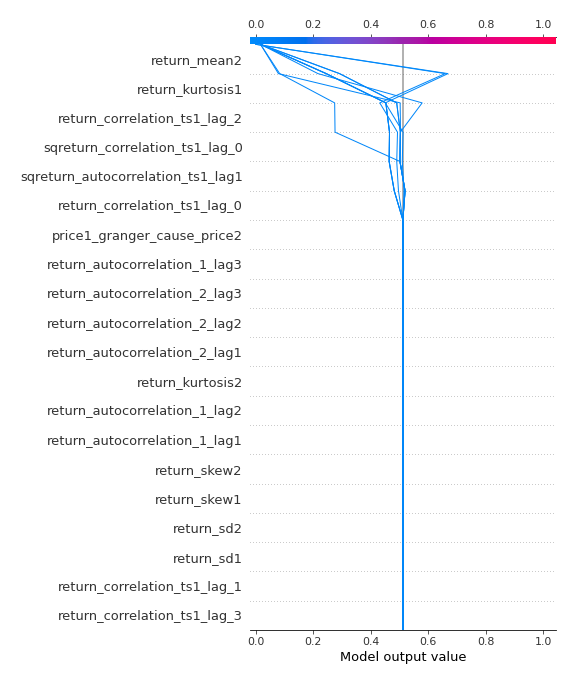 0.0 0.2 0.4 0.6 0.8 1.0
return_mean2
return_kurtosis1
return_correlation_ts1_lag_2
sqreturn_correlation_ts1_lag_0
sqreturn_autocorrelation_ts1_lag1
return_correlation_ts1_lag_0
price1_granger_cause_price2
return_autocorrelation_1_lag3
return_autocorrelation_2_lag3
return_autocorrelation_2_lag2
return_autocorrelation_2_lag1
return_kurtosis2
return_autocorrelation_1_lag2
return_autocorrelation_1_lag1
return_skew2
return_skew1
return_sd2
return_sd1
return_correlation_ts1_lag_1
return_correlation_ts1_lag_3
0.0 0.2 0.4 0.6 0.8 1.0
Model output value